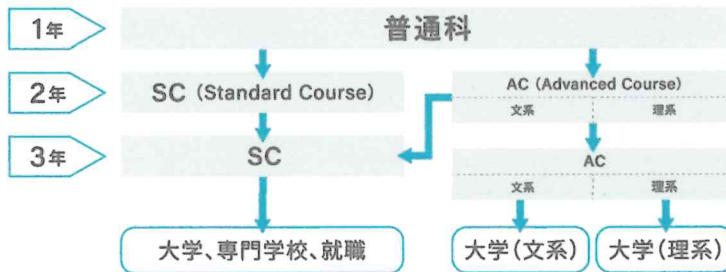 1年
普通科
2年
SC (Standard Course)
AC (Advanced Course)
文系 理系
3年
SC
AC
文系 理系
大学、専門学校、就職
大学(文系)
大学(理系)